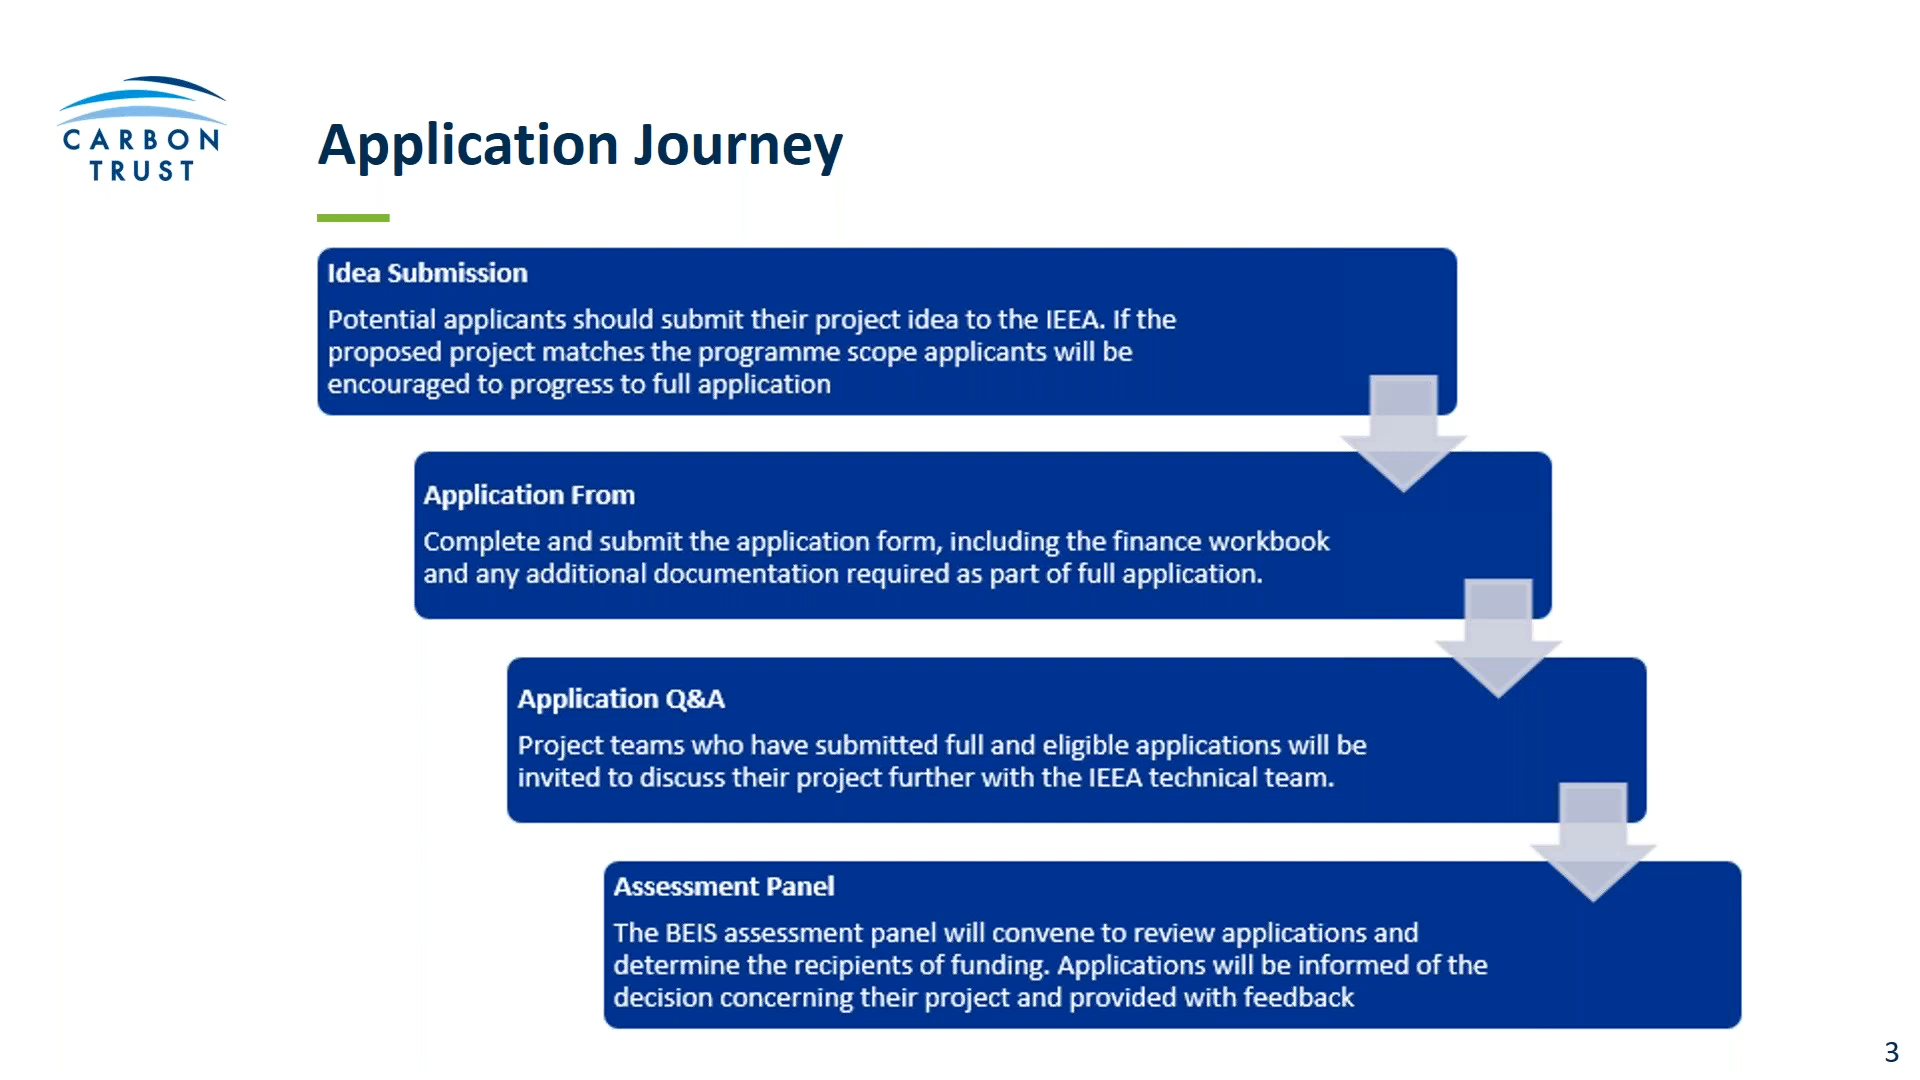 CARBON
TRUST
Application Journey
Idea Submission
Potential applicants should submit their project idea to the IEEA. If the
proposed project matches the programme scope applicants will be
encouraged to progress to full application
Application From
Complete and submit the application form, including the finance workbook
and any additional documentation required as part of full application.
Application Q&A
Project teams who have submitted full and eligible applications will be
invited to discuss their project further with the IEEA technical team.
Assessment Panel
The BEIS assessment panel will convene to review applications and
determine the recipients of funding. Applications will be informed of the
decision concerning their project and provided with feedback
3